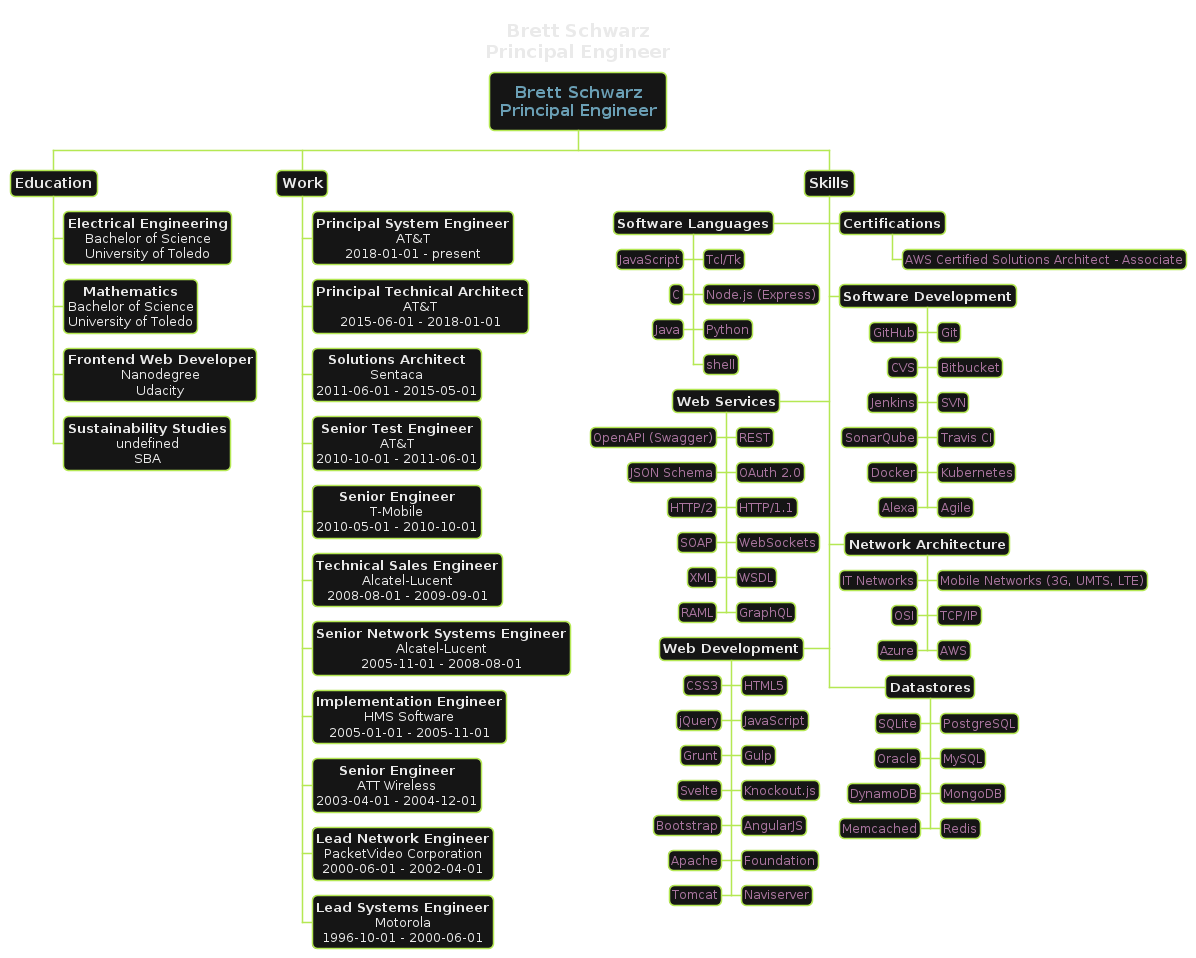 Brett Schwarz
Principal Engineer
Brett Schwarz
Principal Engineer
Education
Electrical Engineering
Bachelor of Science
University of Toledo
Mathematics
Bachelor of Science
University of Toledo
Frontend Web Developer
Nanodegree
Udacity
Sustainability Studies
undefined
SBA
Work
Principal System Engineer
AT&T
2018-01-01 - present
Principal Technical Architect
AT&T
2015-06-01 - 2018-01-01
Solutions Architect
Sentaca
2011-06-01 - 2015-05-01
Senior Test Engineer
AT&T
2010-10-01 - 2011-06-01
Senior Engineer
T-Mobile
2010-05-01 - 2010-10-01
Technical Sales Engineer
Alcatel-Lucent
2008-08-01 - 2009-09-01
Senior Network Systems Engineer
Alcatel-Lucent
2005-11-01 - 2008-08-01
Implementation Engineer
HMS Software
2005-01-01 - 2005-11-01
Senior Engineer
ATT Wireless
2003-04-01 - 2004-12-01
Lead Network Engineer
PacketVideo Corporation
2000-06-01 - 2002-04-01
Lead Systems Engineer
Motorola
1996-10-01 - 2000-06-01
Skills
Software Languages
JavaScript
Tcl/Tk
C
Node.js (Express)
Java
Python
shell
Web Services
OpenAPI (Swagger)
REST
JSON Schema
OAuth 2.0
HTTP/2
HTTP/1.1
SOAP
WebSockets
XML
WSDL
RAML
GraphQL
Web Development
CSS3
HTML5
jQuery
JavaScript
Grunt
Gulp
Svelte
Knockout.js
Bootstrap
AngularJS
Apache
Foundation
Tomcat
Naviserver
Certifications
AWS Certified Solutions Architect - Associate
Software Development
GitHub
Git
CVS
Bitbucket
Jenkins
SVN
SonarQube
Travis CI
Docker
Kubernetes
Alexa
Agile
Network Architecture
IT Networks
Mobile Networks (3G, UMTS, LTE)
OSI
TCP/IP
Azure
AWS
Datastores
SQLite
PostgreSQL
Oracle
MySQL
DynamoDB
MongoDB
Memcached
Redis